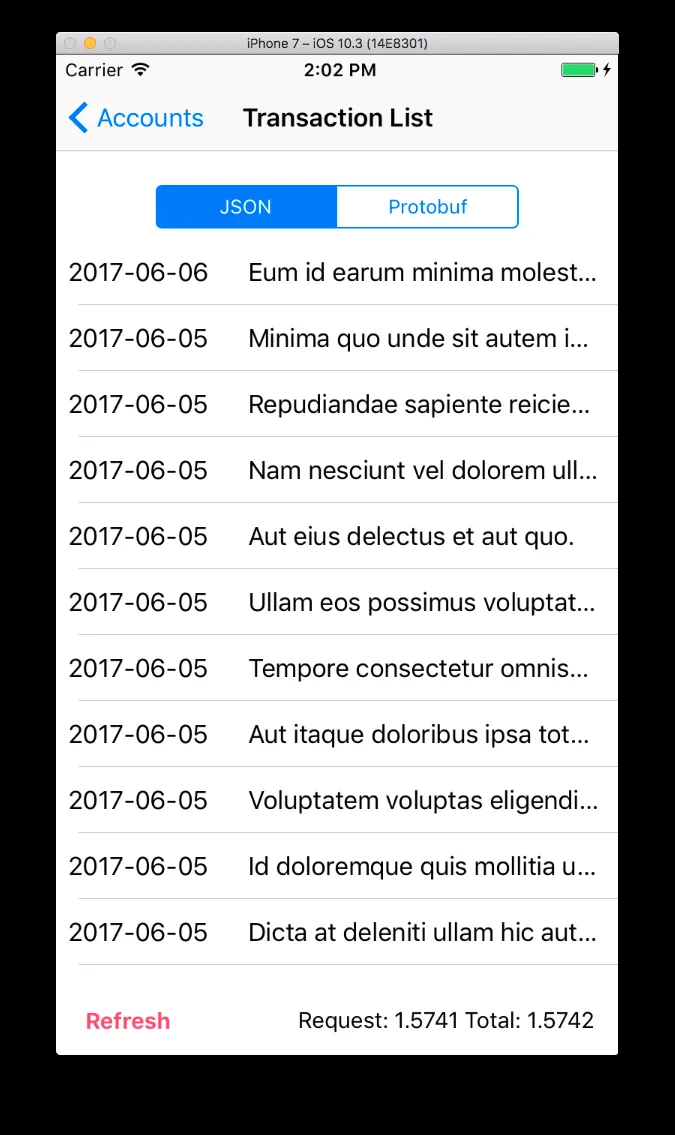 iPhone 7 – iOS 10.3 (14E8301)
Carrier 2:02 PM
Accounts Transaction List
JSON Protobuf
2017-06-06 Eum id earum minima molest...
2017-06-05 Minima quo unde sit autem i...
2017-06-05 Repudiandae sapiente reicie...
2017-06-05 Nam nesciunt vel dolorem ull...
2017-06-05 Aut eius delectus et aut quo.
2017-06-05 Ullam eos possimus voluptat...
2017-06-05 Tempore consectetur omnis...
2017-06-05 Aut itaque doloribus ipsa tot...
2017-06-05 Voluptatem voluptas eligendi...
2017-06-05 Id doloremque quis mollitia u...
2017-06-05 Dicta at deleniti ullam hic aut...
Refresh Request: 1.5741 Total: 1.5742